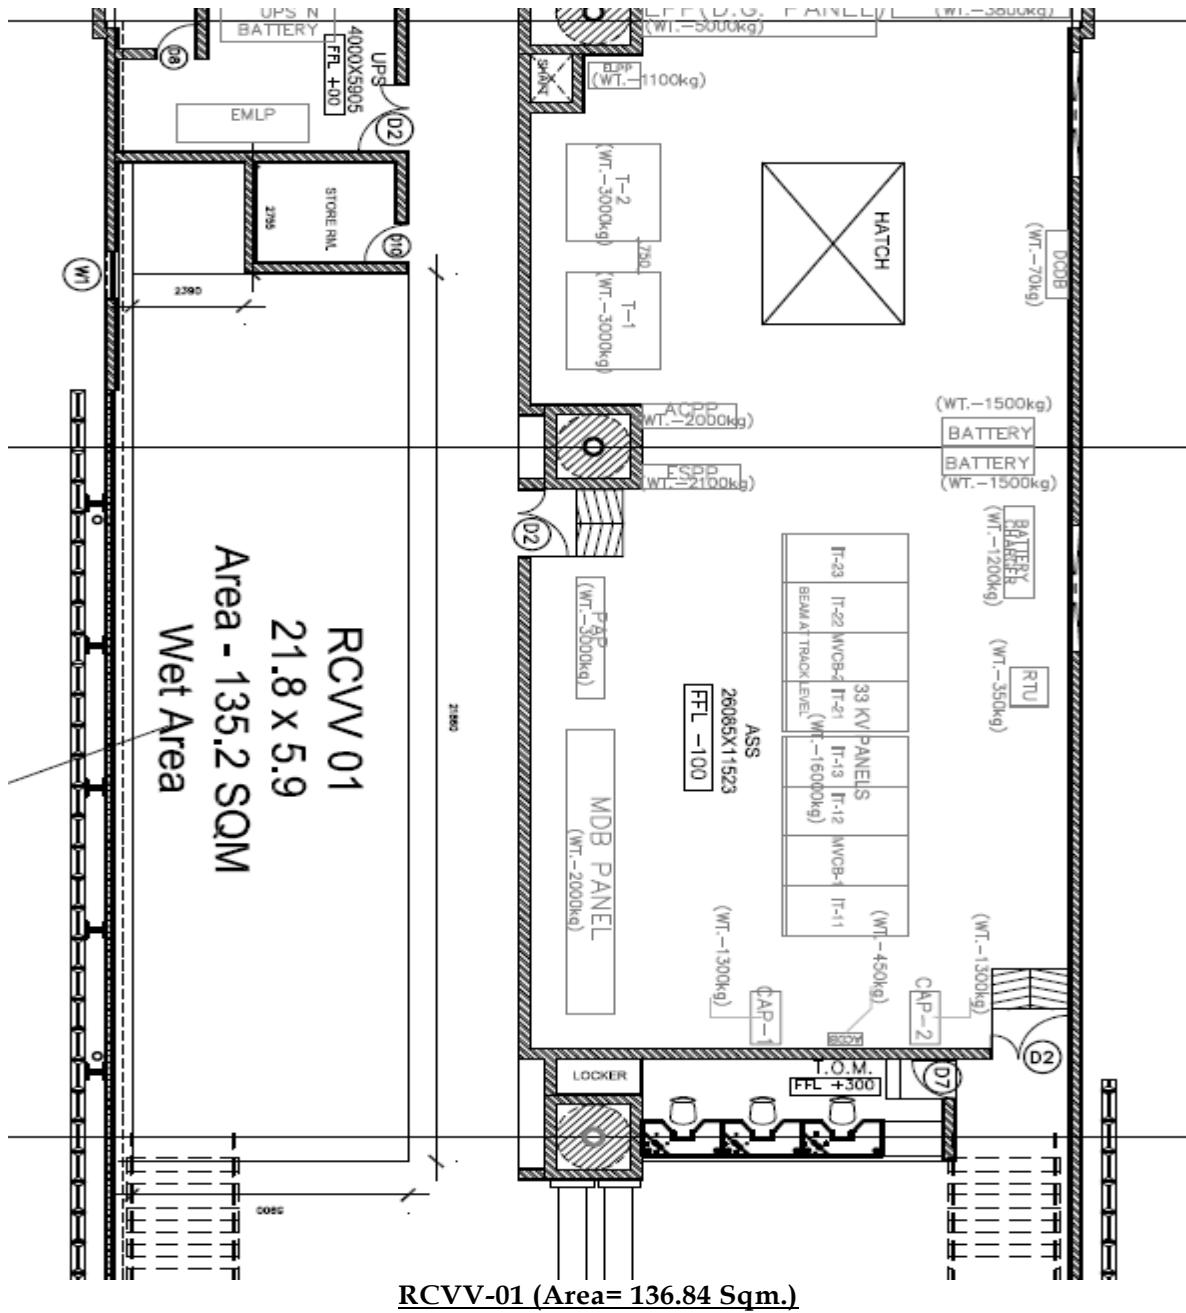 UPS N
BATTERY
D8
UPS
4000X5905
FFL +00
D2
EMLP
STORE RM.
2755
D10
W1
2390
(WT.-5000kg)
(WT.-3800kg)
SHAFT
ELPP
(WT.-1100kg)
T-2
(WT.-3000kg)
750
T-1
(WT.-3000kg)
HATCH
DCDB
(WT.-70kg)
ACPP
(WT.-2000kg)
ESPP
(WT.-2100kg)
(WT.-1500kg)
BATTERY
BATTERY
(WT.-1500kg)
D2
BATTERY
CHARGER
(WT.-1200kg)
PAP
(WT.-3000kg)
IT-23
IT-22
MVCB-2
IT-21
IT-13
IT-12
MVCB-1
IT-11
BEAM AT TRACK LEVEL
33 KV PANELS
(WT.-16000kg)
RTU
(WT.-350kg)
ASS
26085X11523
FFL -100
RCVV 01
21.8 x 5.9
Area - 135.2 SQM
Wet Area
MDB PANEL
(WT.-2000kg)
(WT.-1300kg)
CAP-1
(WT.-450kg)
ACDB
(WT.-1300kg)
CAP-2
D2
LOCKER
T.O.M.
FFL +300
D7
5900
RCVV-01 (Area= 136.84 Sqm.)